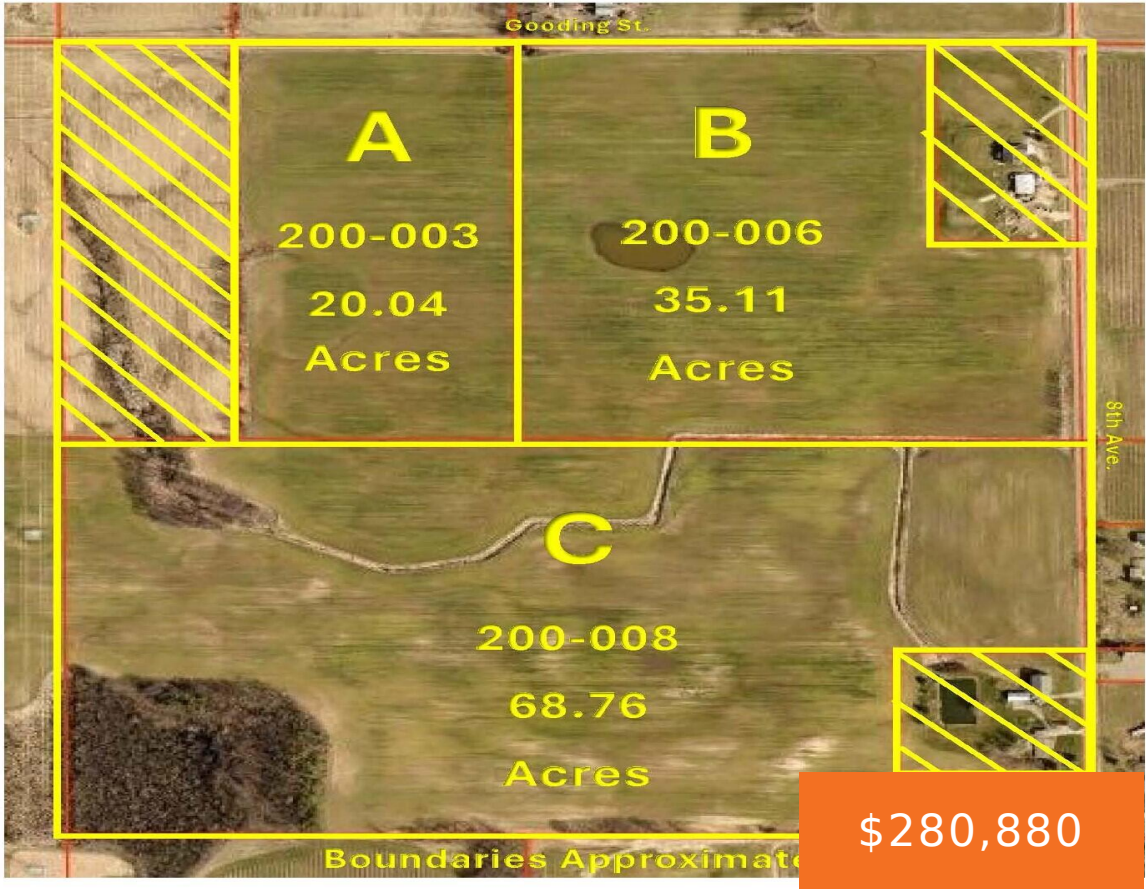 Gooding St.
A
200-003
20.04
Acres
B
200-006
35.11
Acres
8th Ave.
C
200-008
68.76
Acres
Boundaries Approximate
$280,880